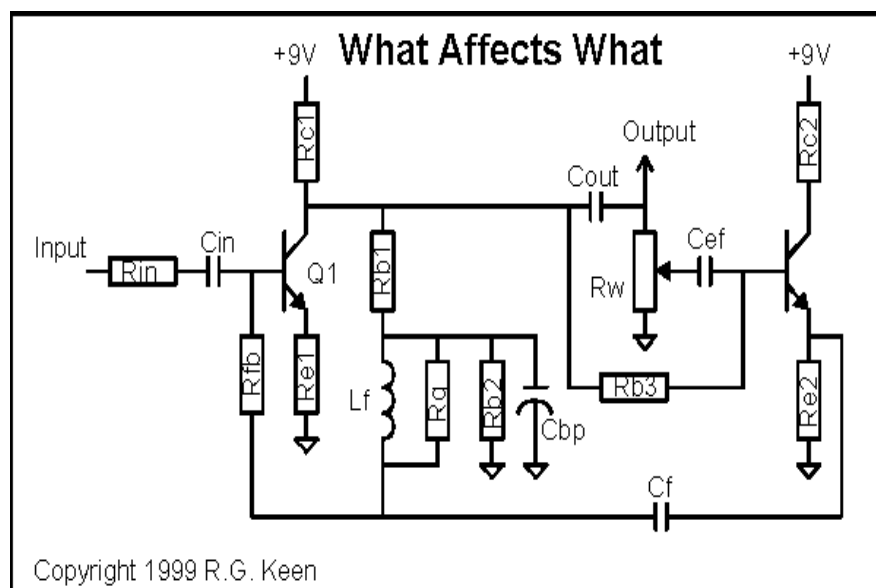 What Affects What
+9V
+9V
Rc1
Rc2
Output
Cout
Input
Cin
Rin
Q1
Rb1
Rw
Cef
Rfb
Re1
Lf
Rq
Rb2
Cbp
Rb3
Re2
Cf
Copyright 1999 R.G. Keen